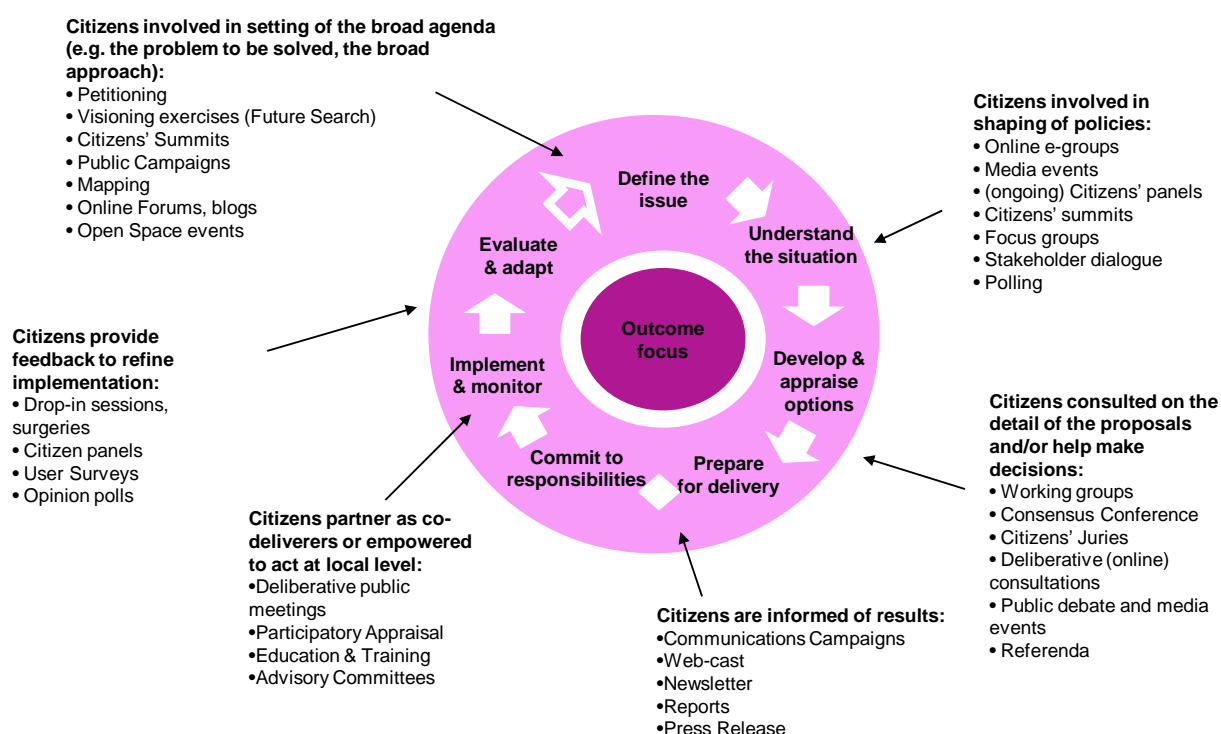 Citizens involved in setting of the broad agenda
(e.g. the problem to be solved, the broad
approach):
• Petitioning
• Visioning exercises (Future Search)
• Citizens’ Summits
• Public Campaigns
• Mapping
• Online Forums, blogs
• Open Space events
Citizens involved in
shaping of policies:
• Online e-groups
• Media events
• (ongoing) Citizens’ panels
• Citizens’ summits
• Focus groups
• Stakeholder dialogue
• Polling
Define the
issue
Understand
the situation
Develop &
appraise
options
Prepare
for delivery
Commit to
responsibilities
Implement
& monitor
Evaluate
& adapt
Outcome
focus
Citizens provide
feedback to refine
implementation:
• Drop-in sessions,
surgeries
• Citizen panels
• User Surveys
• Opinion polls
Citizens consulted on the
detail of the proposals
and/or help make
decisions:
• Working groups
• Consensus Conference
• Citizens’ Juries
• Deliberative (online)
consultations
• Public debate and media
events
• Referenda
Citizens partner as co-
deliverers or empowered
to act at local level:
•Deliberative public
meetings
•Participatory Appraisal
•Education & Training
•Advisory Committees
Citizens are informed of results:
•Communications Campaigns
•Web-cast
•Newsletter
•Reports
•Press Release